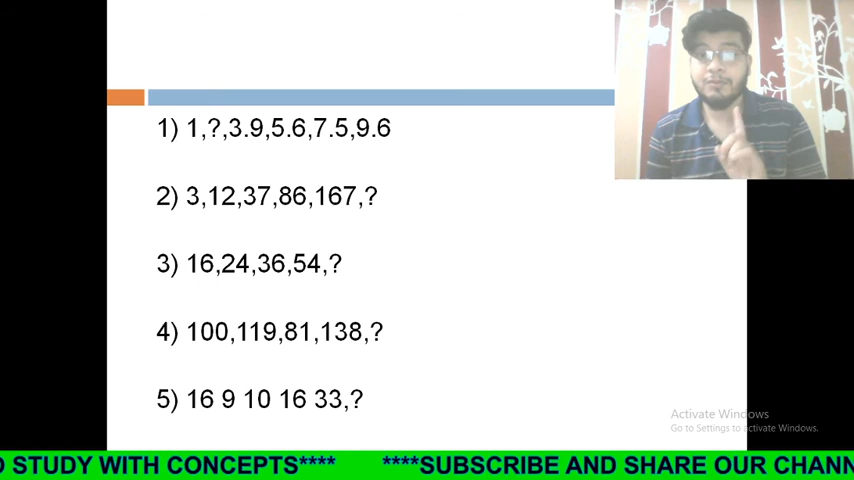 1) 1,?,3.9,5.6,7.5,9.6
2) 3,12,37,86,167,?
3) 16,24,36,54,?
4) 100,119,81,138,?
5) 16 9 10 16 33,?
Activate Windows
Go to Settings to activate Windows.
STUDY WITH CONCEPTS**** ****SUBSCRIBE AND SHARE OUR